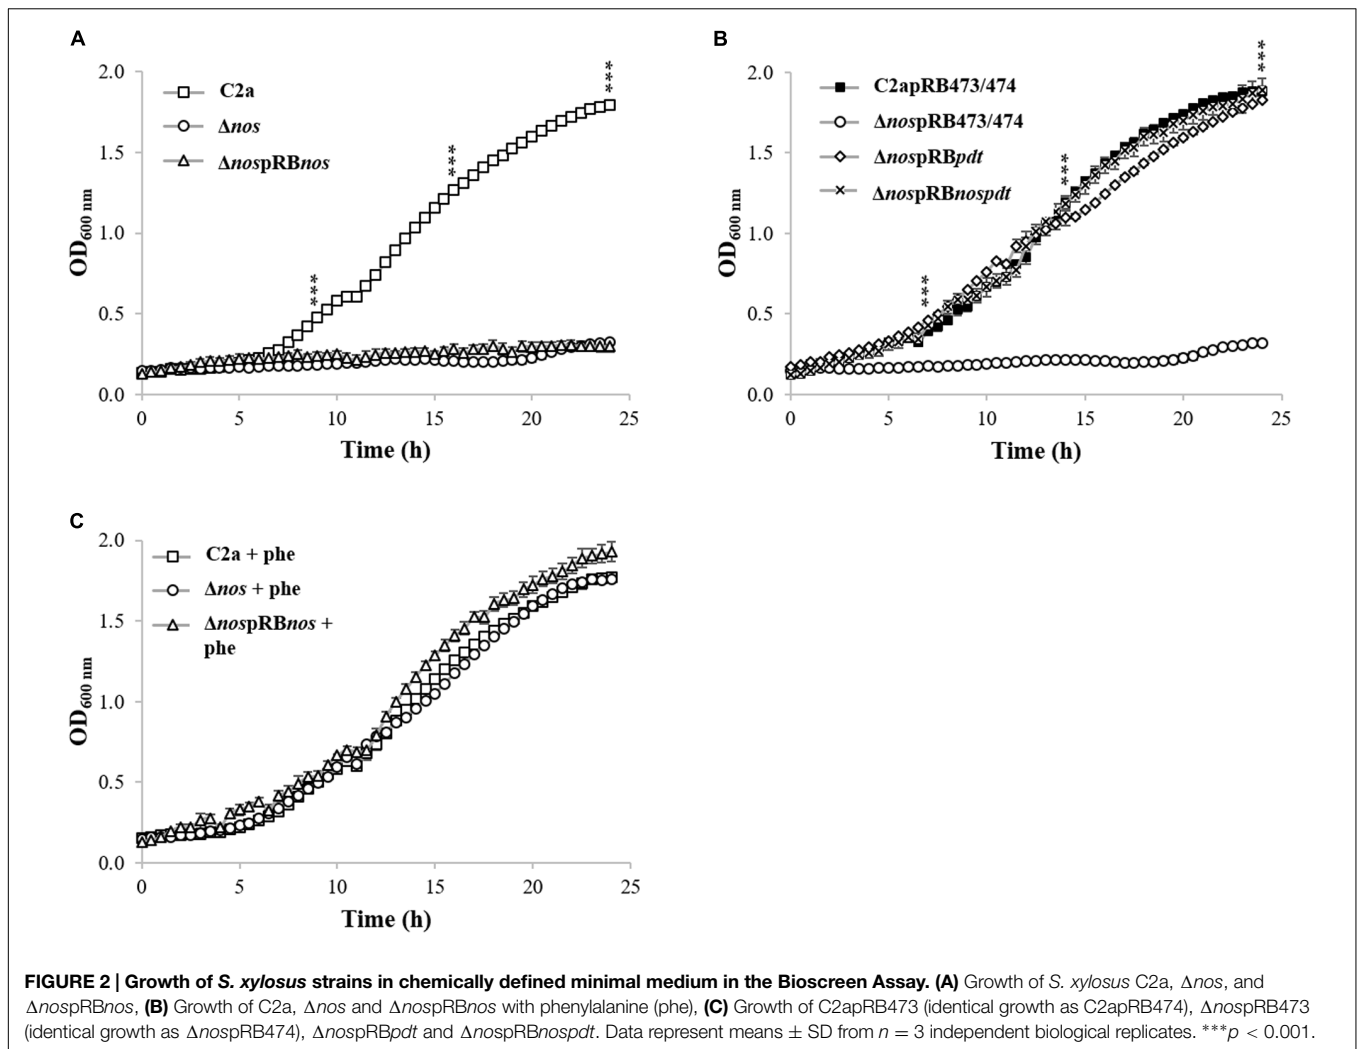 A
2.0
1.5
1.0
0.5
0.0
OD600 nm
C2a
Δnos
ΔnospRBnos
***
***
***
0 5 10 15 20 25
Time (h)
B
2.0
1.5
1.0
0.5
0.0
OD600 nm
C2apRB473/474
ΔnospRB473/474
ΔnospRBpdt
ΔnospRBnospdt
***
***
***
0 5 10 15 20 25
Time (h)
C
2.0
1.5
1.0
0.5
0.0
OD600 nm
C2a + phe
Δnos + phe
ΔnospRBnos +
phe
0 5 10 15 20 25
Time (h)
FIGURE 2 | Growth of S. xylosus strains in chemically defined minimal medium in the Bioscreen Assay. (A) Growth of S. xylosus C2a, Δnos, and
ΔnospRBnos, (B) Growth of C2a, Δnos and ΔnospRBnos with phenylalanine (phe), (C) Growth of C2apRB473 (identical growth as C2apRB474), ΔnospRB473
(identical growth as ΔnospRB474), ΔnospRBpdt and ΔnospRBnospdt. Data represent means ± SD from n = 3 independent biological replicates. ***p < 0.001.